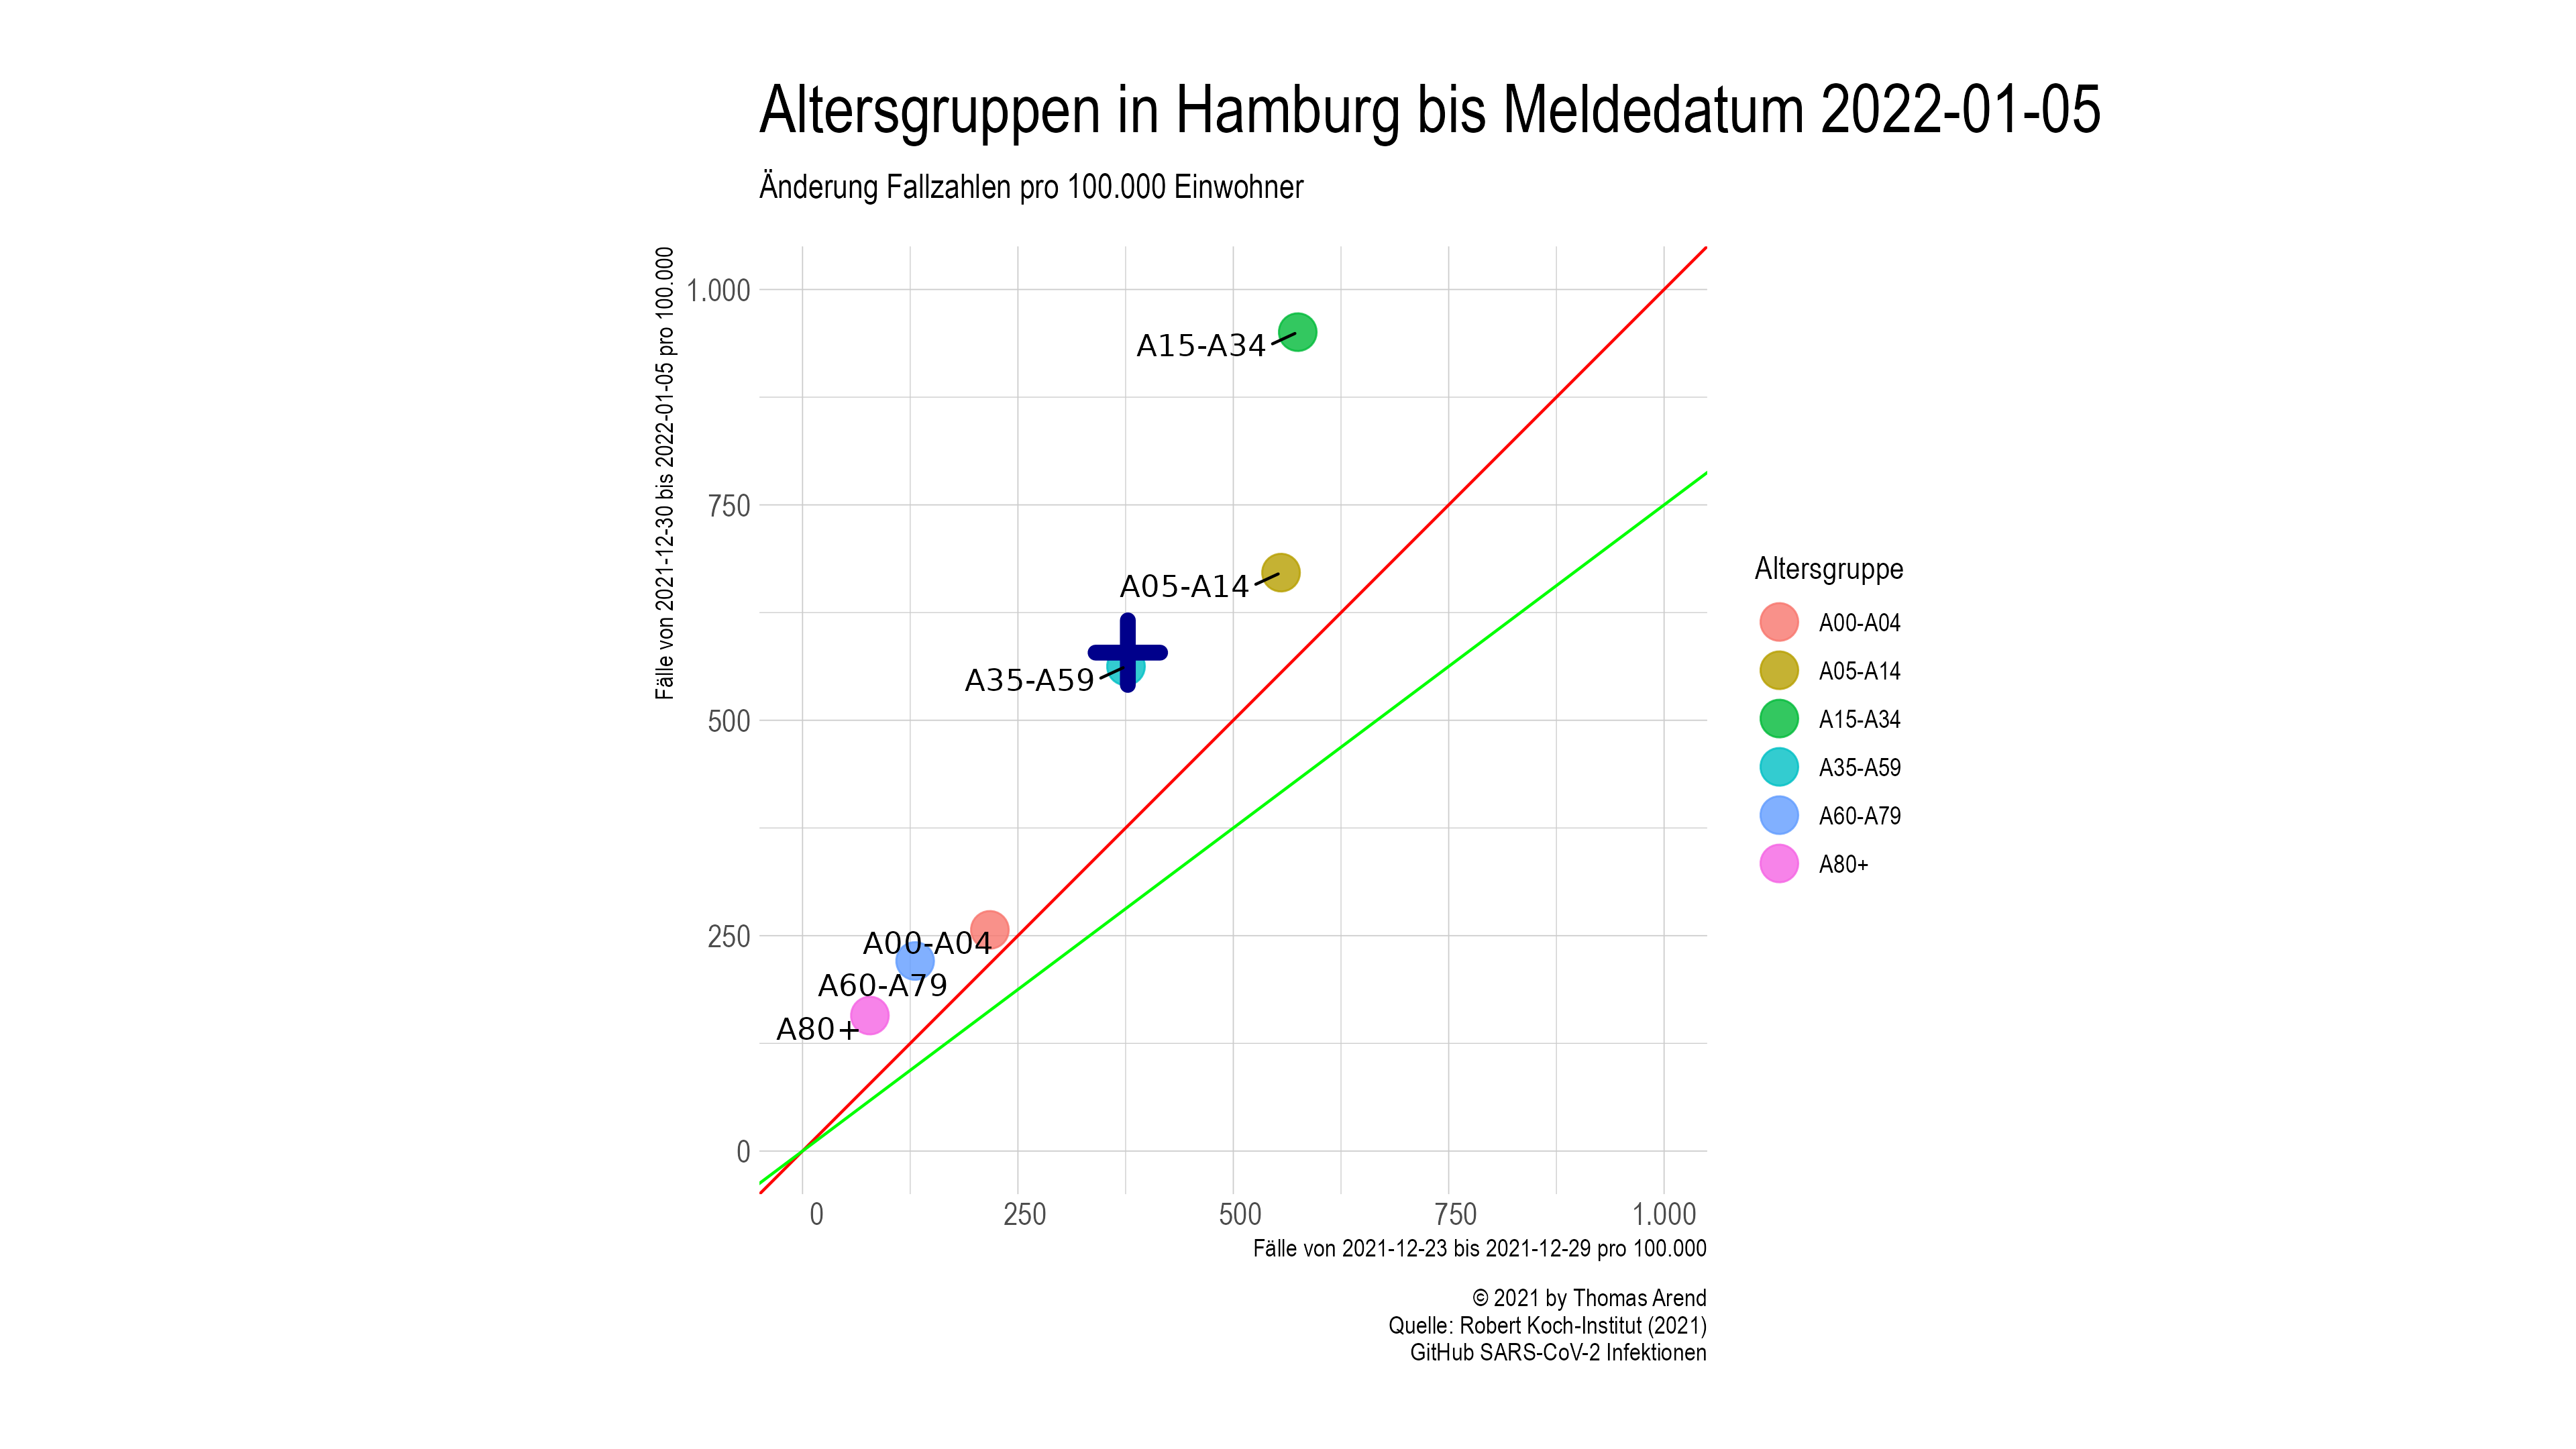 Altersgruppen in Hamburg bis Meldedatum 2022-01-05
Änderung Fallzahlen pro 100.000 Einwohner
Fälle von 2021-12-30 bis 2022-01-05 pro 100.000
1.000
750
500
250
0
A15-A34
A05-A14
A35-A59
A00-A04
A60-A79
A80+
0
250
500
750
1.000
Fälle von 2021-12-23 bis 2021-12-29 pro 100.000
Altersgruppe
A00-A04
A05-A14
A15-A34
A35-A59
A60-A79
A80+
© 2021 by Thomas Arend
Quelle: Robert Koch-Institut (2021)
GitHub SARS-CoV-2 Infektionen